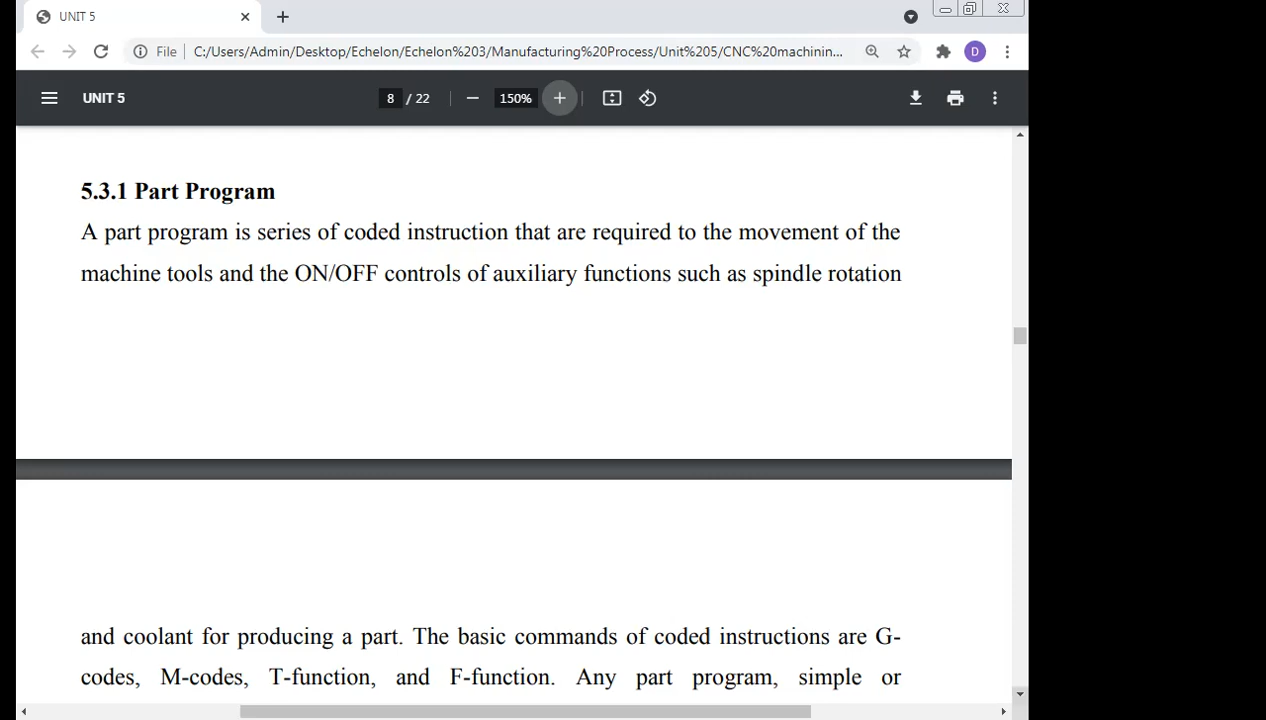 UNIT 5
File
C:/Users/Admin/Desktop/Echelon/Echelon%203/Manufacturing%20Process/Unit%205/CNC%20machinin...
D
UNIT 5
8 / 22
150%
5.3.1 Part Program
A part program is series of coded instruction that are required to the movement of the
machine tools and the ON/OFF controls of auxiliary functions such as spindle rotation
and coolant for producing a part. The basic commands of coded instructions are G-
codes, M-codes, T-function, and F-function. Any part program, simple or